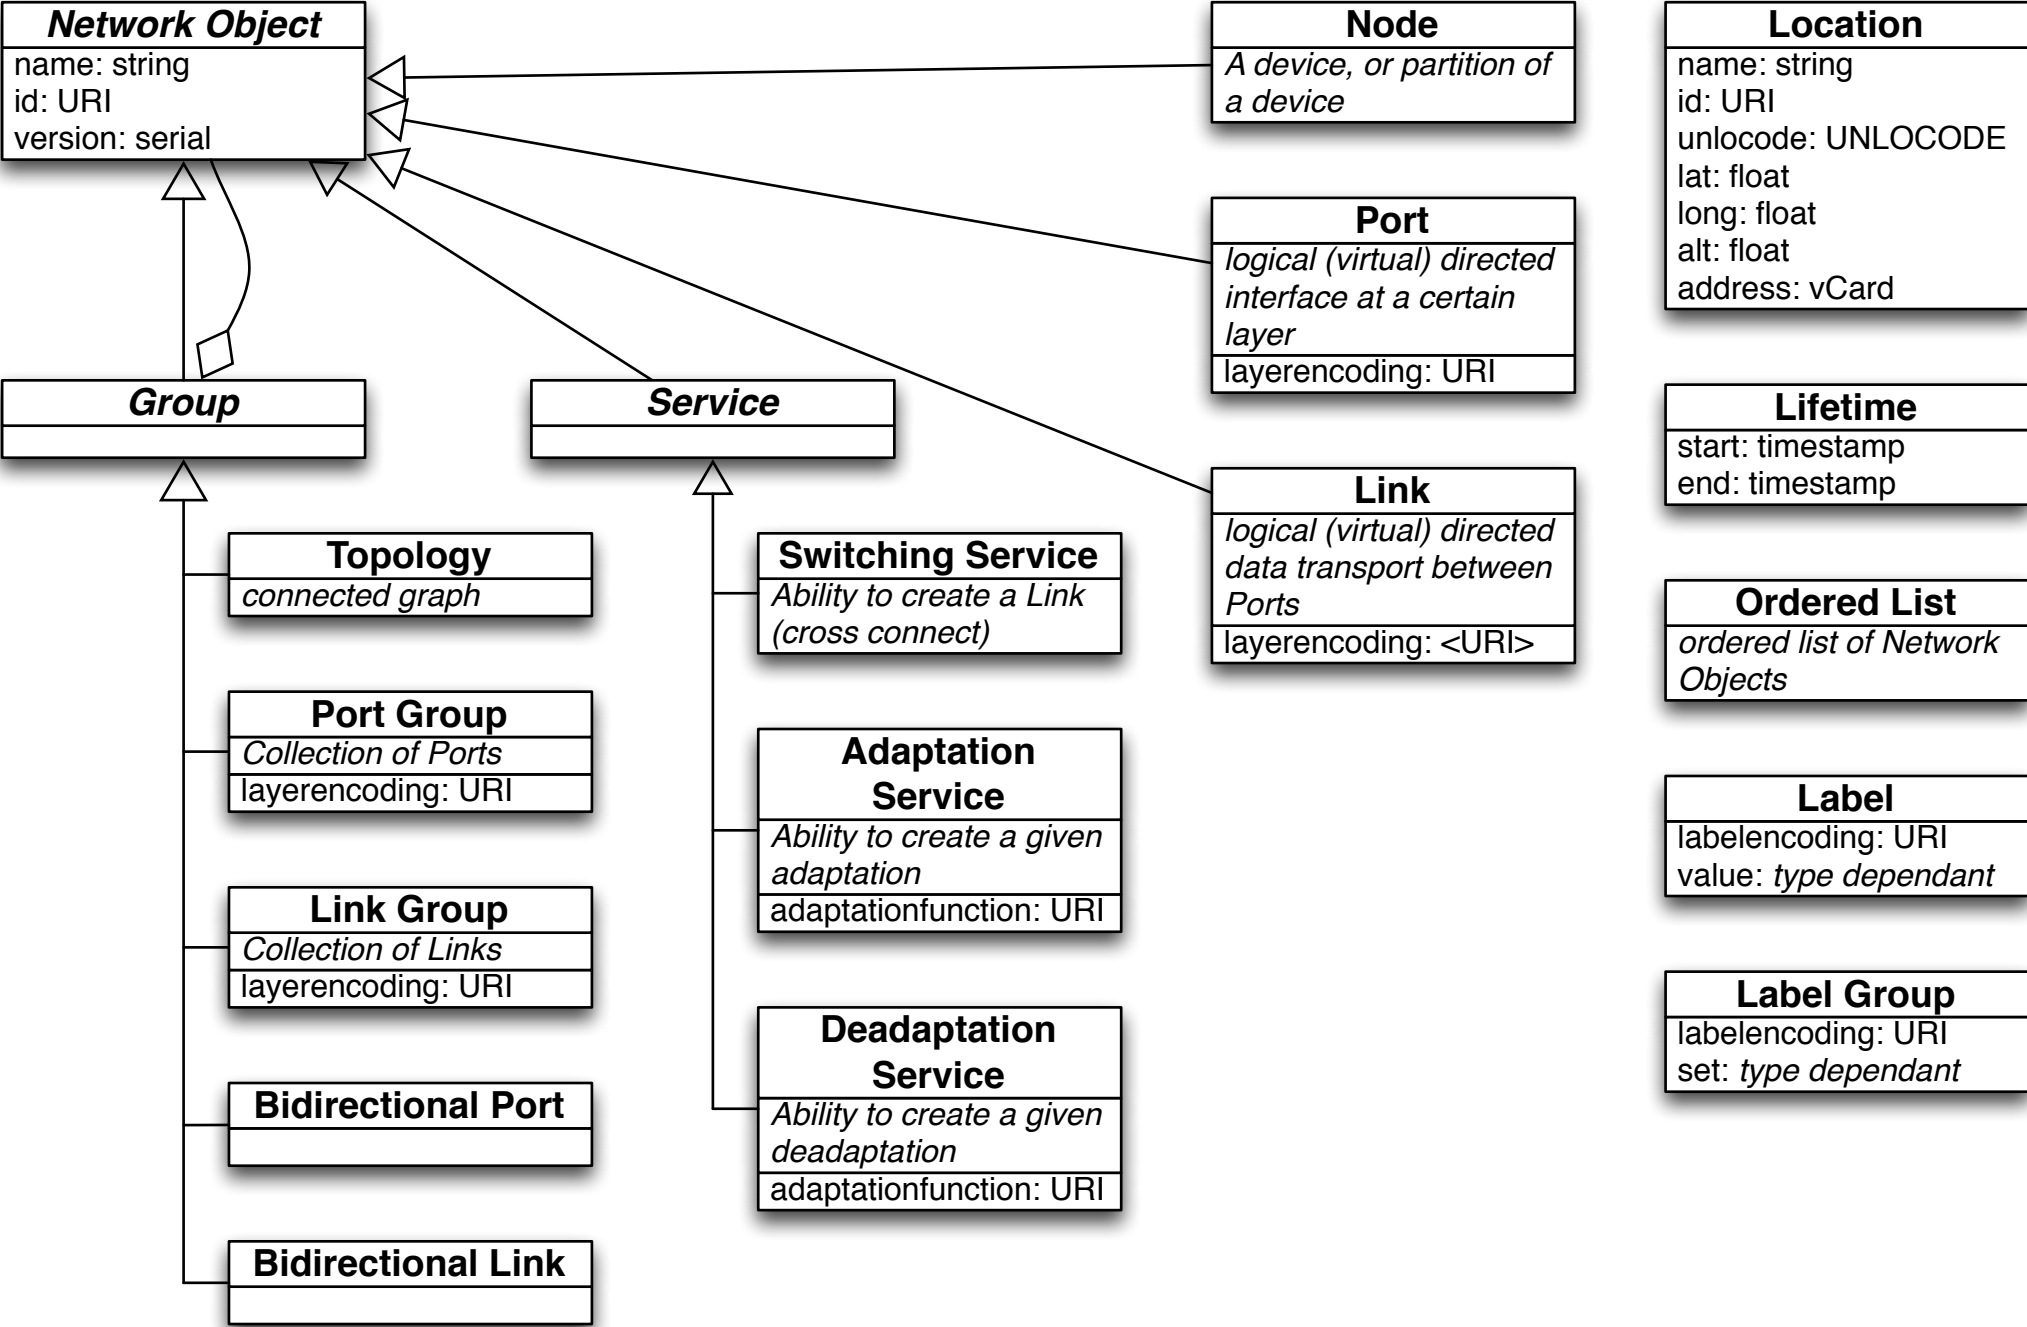 Network Object
name: string
id: URI
version: serial
Group
Topology
connected graph
Port Group
Collection of Ports
layerencoding: URI
Link Group
Collection of Links
layerencoding: URI
Bidirectional Port
Bidirectional Link
Service
Switching Service
Ability to create a Link
(cross connect)
Adaptation
Service
Ability to create a given
adaptation
adaptationfunction: URI
Deadaptation
Service
Ability to create a given
deadaptation
adaptationfunction: URI
Node
A device, or partition of
a device
Port
logical (virtual) directed
interface at a certain
layer
layerencoding: URI
Link
logical (virtual) directed
data transport between
Ports
layerencoding: <URI>
Location
name: string
id: URI
unlocode: UNLOCODE
lat: float
long: float
alt: float
address: vCard
Lifetime
start: timestamp
end: timestamp
Ordered List
ordered list of Network
Objects
Label
labelencoding: URI
value: type dependant
Label Group
labelencoding: URI
set: type dependant